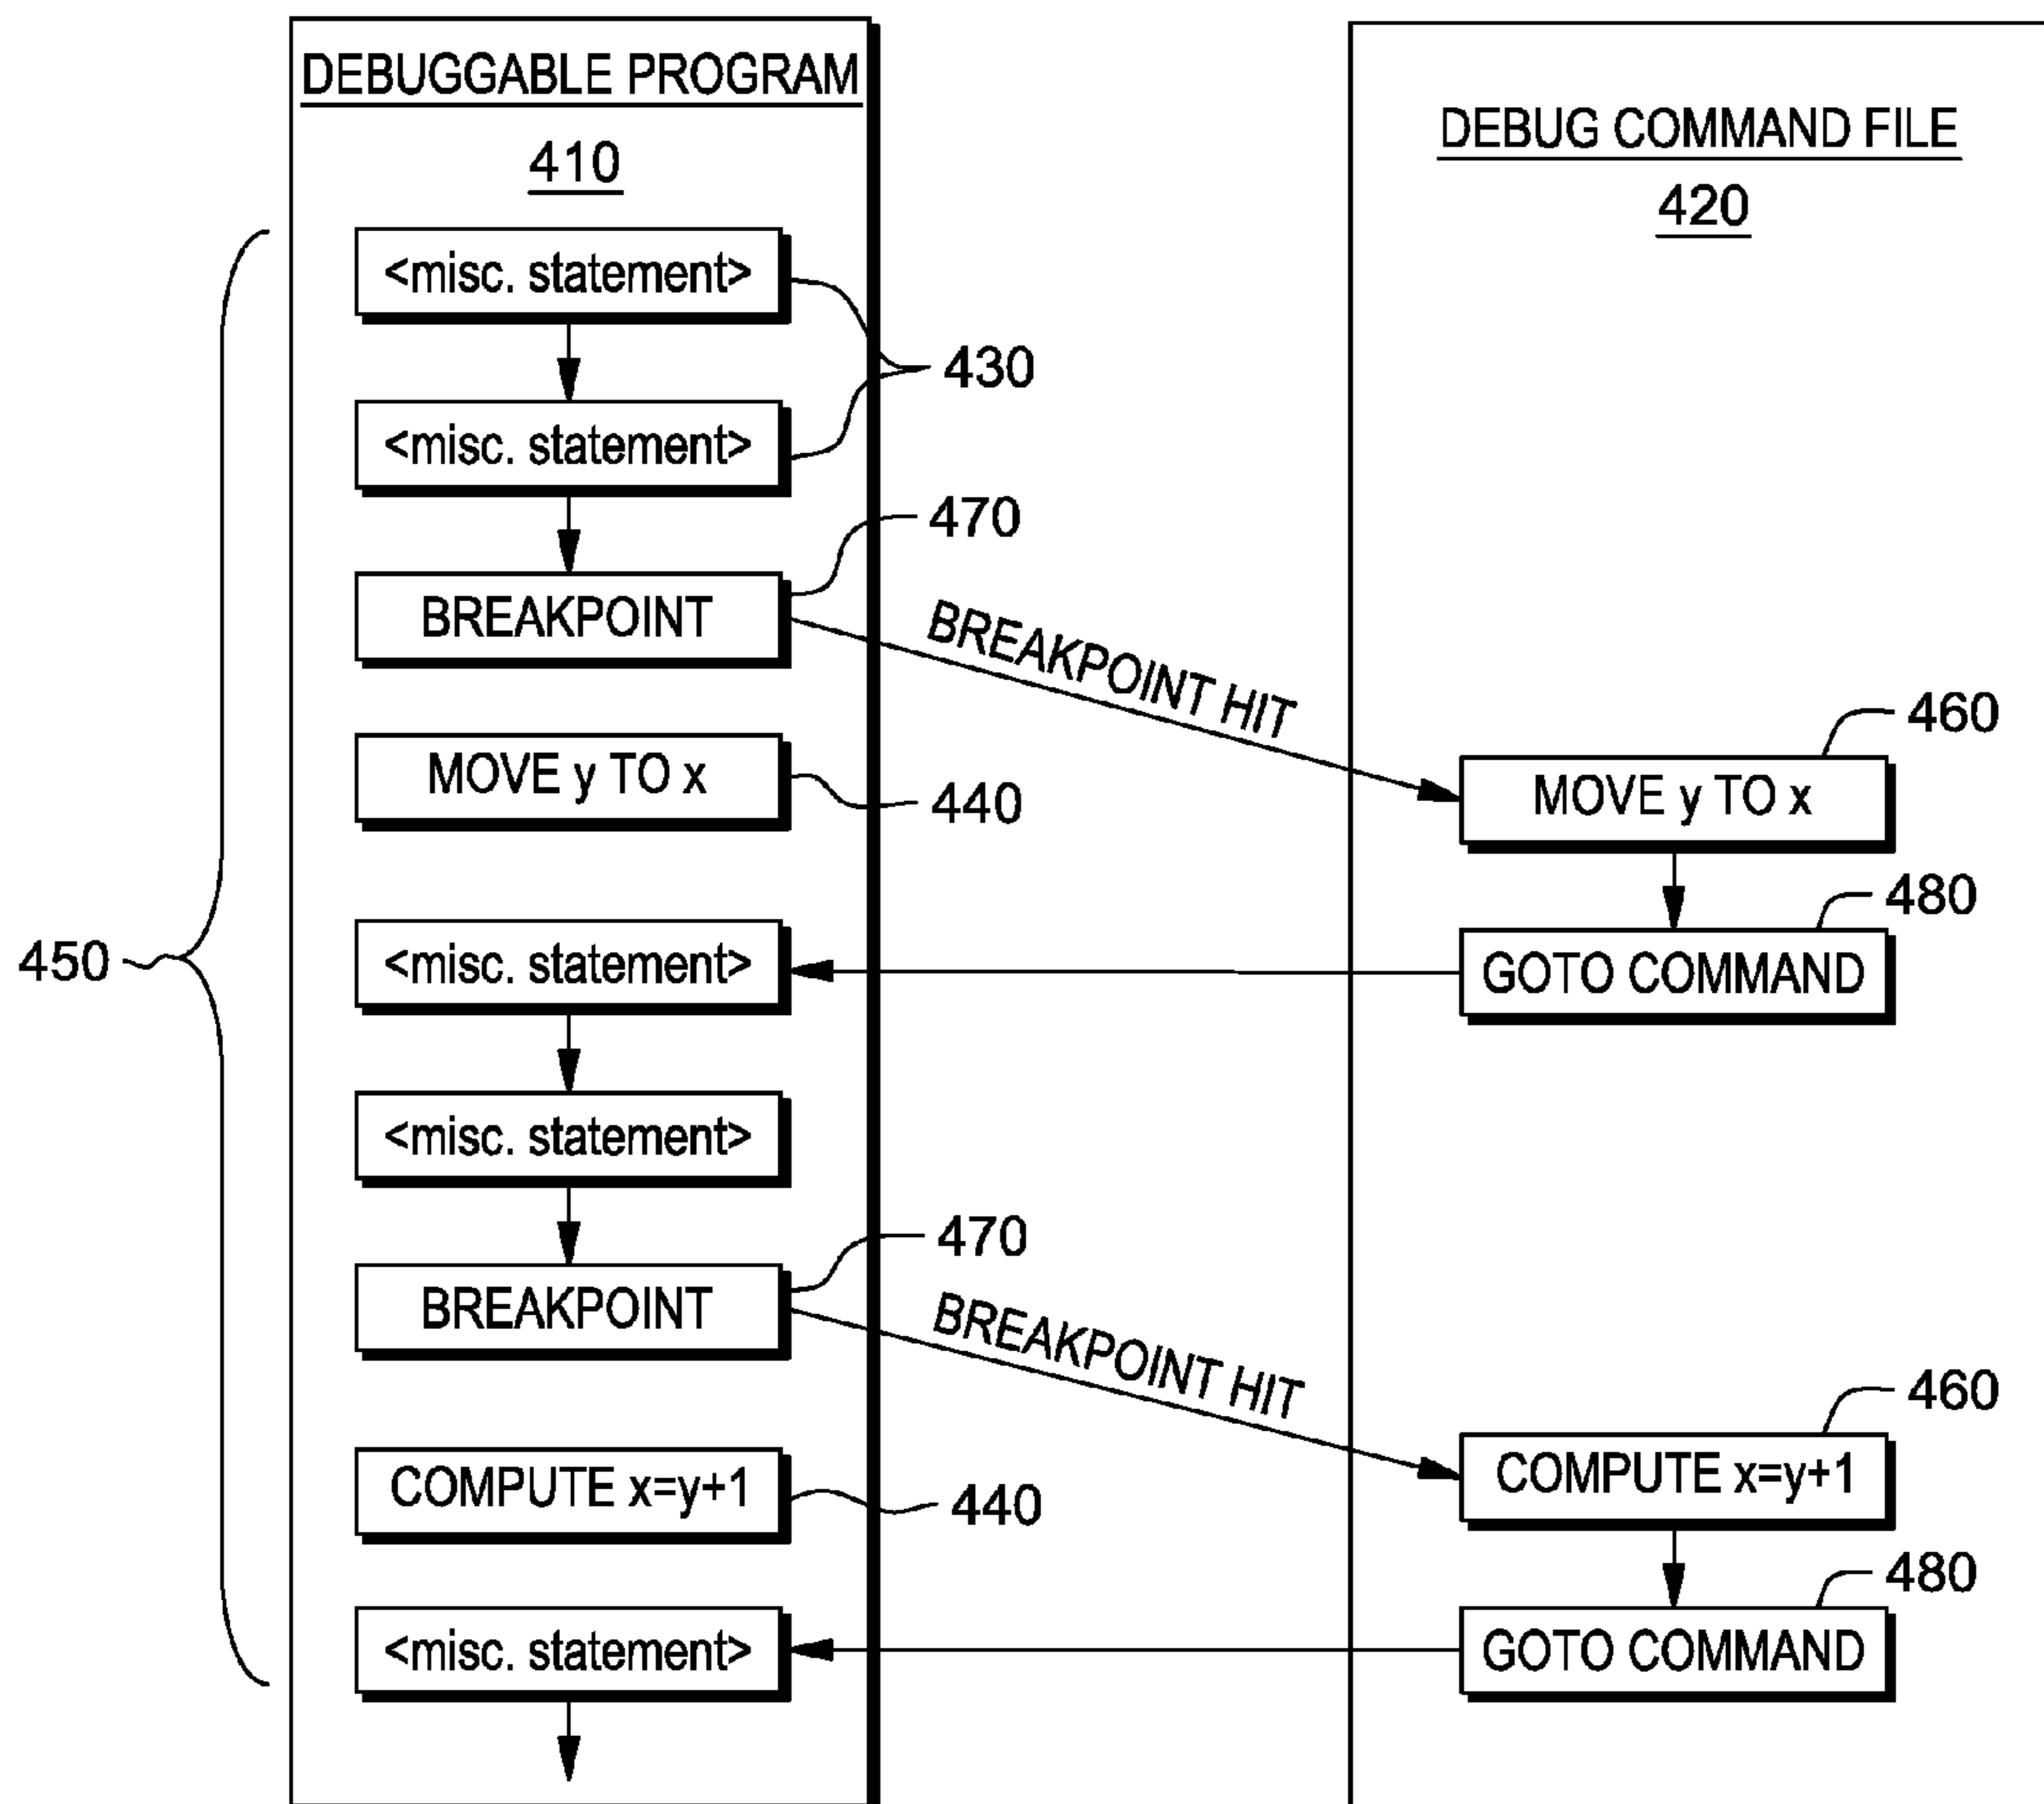 DEBUGGABLE PROGRAM
410
DEBUG COMMAND FILE
420
<misc. statement>
430
<misc. statement>
470
BREAKPOINT
BREAKPOINT HIT
460
MOVE y TO x
440
MOVE y TO x
480
450
<misc. statement>
GOTO COMMAND
<misc. statement>
470
BREAKPOINT
BREAKPOINT HIT
460
COMPUTE x=y+1
440
COMPUTE x=y+1
480
<misc. statement>
GOTO COMMAND